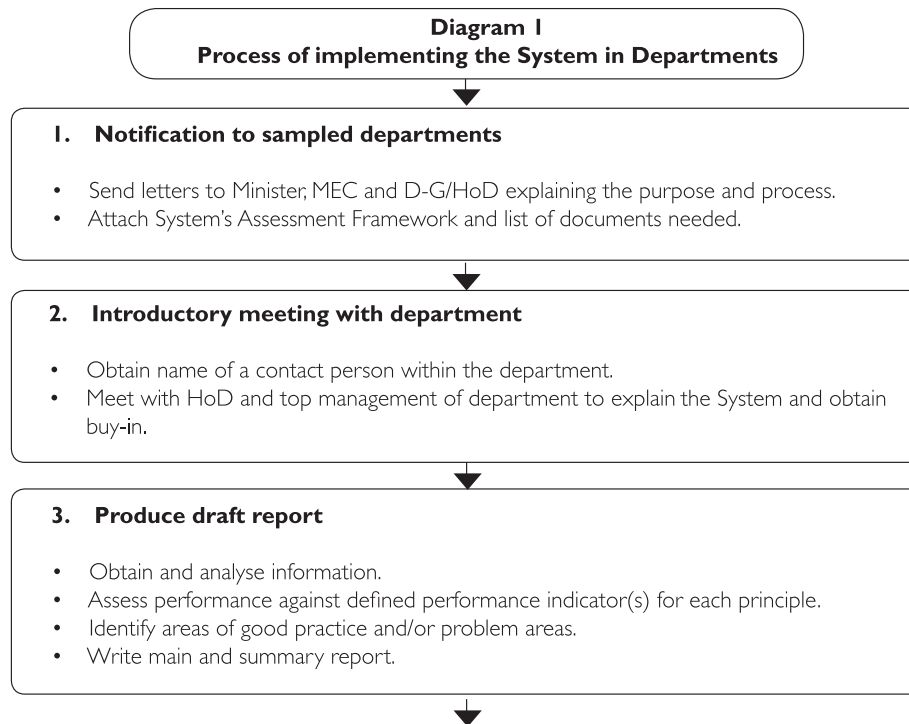 Diagram 1
Process of implementing the System in Departments
1. Notification to sampled departments
• Send letters to Minister, MEC and D-G/HoD explaining the purpose and process.
• Attach System's Assessment Framework and list of documents needed.
2. Introductory meeting with department
• Obtain name of a contact person within the department.
• Meet with HoD and top management of department to explain the System and obtain
buy-in.
3. Produce draft report
• Obtain and analyse information.
• Assess performance against defined performance indicator(s) for each principle.
• Identify areas of good practice and/or problem areas.
• Write main and summary report.